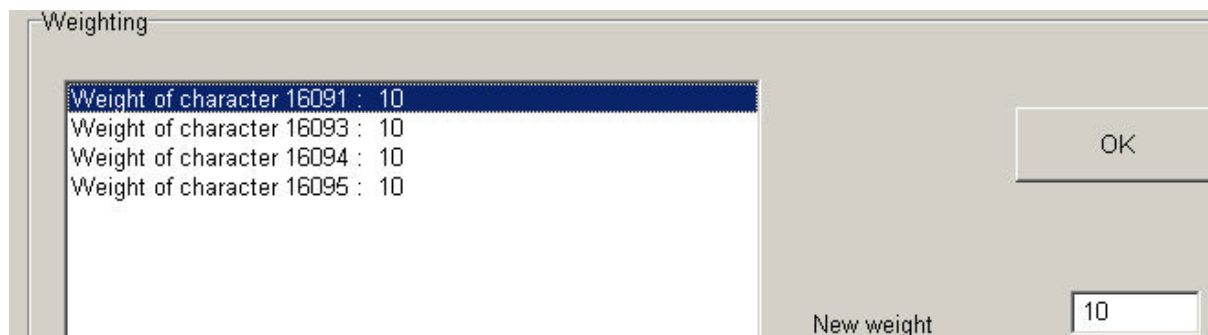 Weighting
Weight of character 16091 : 10
Weight of character 16093 : 10
Weight of character 16094 : 10
Weight of character 16095 : 10
OK
New weight 10